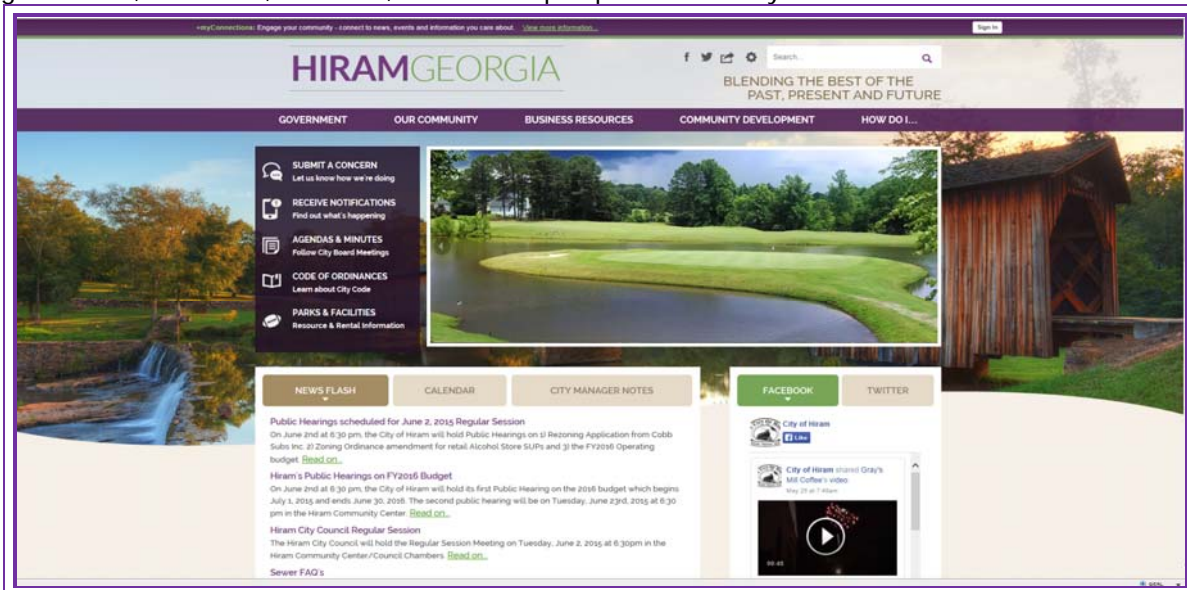 +myConnections: Engage your community - connect to news, events and information you care about. View more information...
Sign In
HIRAMGEORGIA
Search...
BLENDING THE BEST OF THE
PAST, PRESENT AND FUTURE
GOVERNMENT OUR COMMUNITY BUSINESS RESOURCES COMMUNITY DEVELOPMENT HOW DO I...
SUBMIT A CONCERN
Let us know how we're doing
RECEIVE NOTIFICATIONS
Find out what's happening
AGENDAS & MINUTES
Follow City Board Meetings
CODE OF ORDINANCES
Learn about City Code
PARKS & FACILITIES
Resource & Rental Information
NEWS FLASH CALENDAR CITY MANAGER NOTES
Public Hearings scheduled for June 2, 2015 Regular Session
On June 2nd at 6:30 pm, the City of Hiram will hold Public Hearings on 1) Rezoning Application from Cobb
Subs Inc. 2) Zoning Ordinance amendment for retail Alcohol Store SUPs and 3) the FY2016 Operating
budget. Read on...
Hiram's Public Hearings on FY2016 Budget
On June 2nd at 6:30 pm, the City of Hiram will hold its first Public Hearing on the 2016 budget which begins
July 1, 2015 and ends June 30, 2016. The second public hearing will be on Tuesday, June 23rd, 2015 at 6:30
pm in the Hiram Community Center. Read on...
Hiram City Council Regular Session
The Hiram City Council will hold the Regular Session Meeting on Tuesday, June 2, 2015 at 6:30pm in the
Hiram Community Center/Council Chambers. Read on...
Sewer FAQ's
FACEBOOK TWITTER
City of Hiram
Like
City of Hiram shared Gray's
Mill Coffee's video.
May 29 at 7:46am
00:45